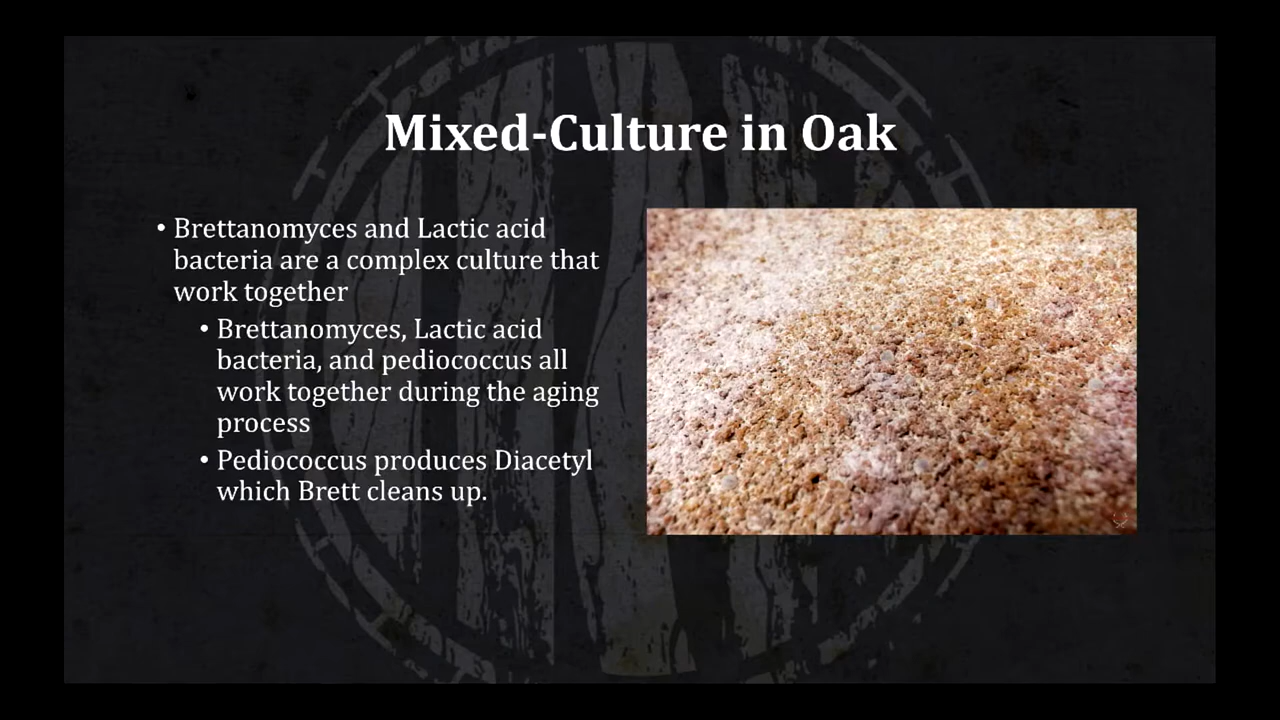 Mixed-Culture in Oak
• Brettanomyces and Lactic acid
bacteria are a complex culture that
work together
• Brettanomyces, Lactic acid
bacteria, and pediococcus all
work together during the aging
process
• Pediococcus produces Diacetyl
which Brett cleans up.